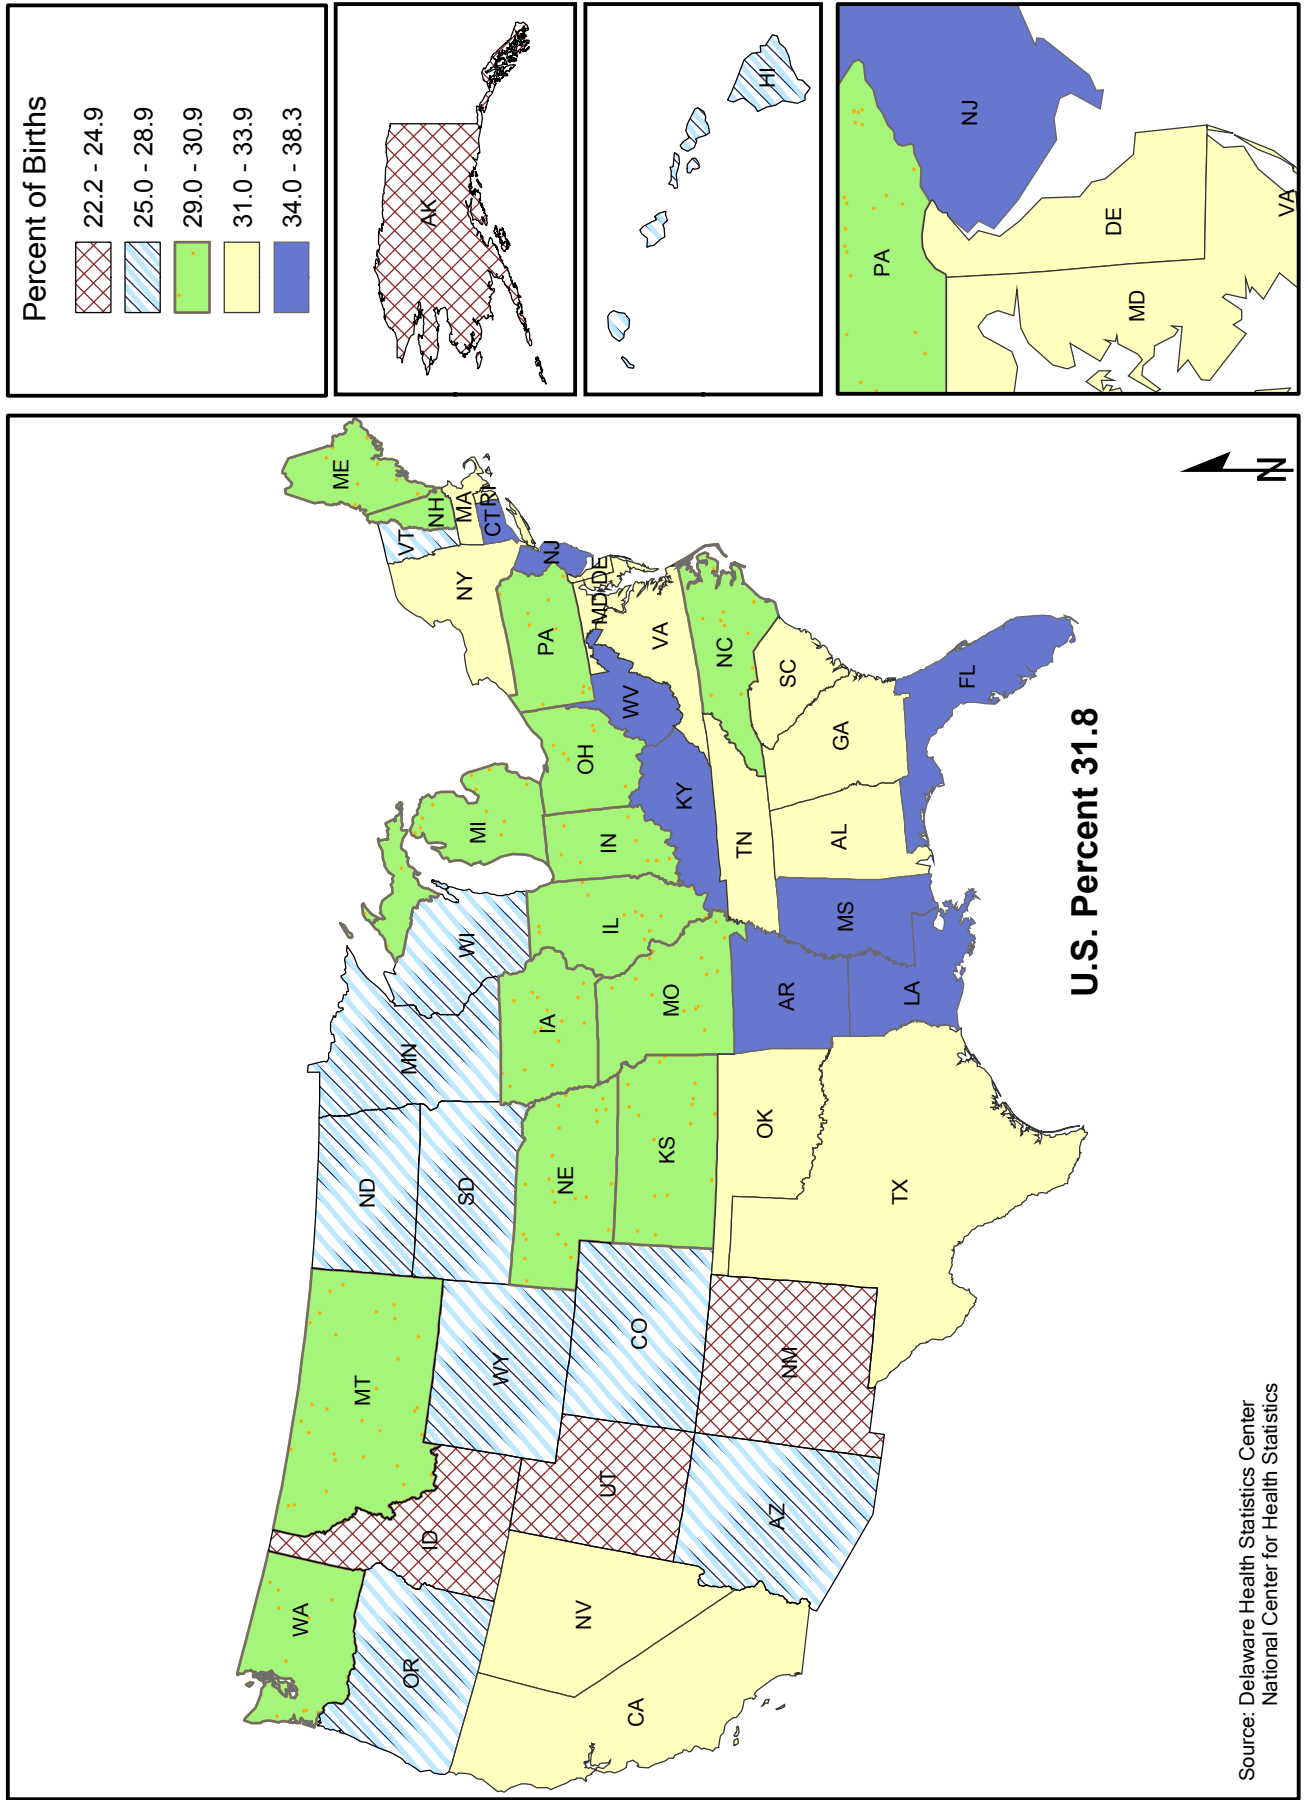 Percent of Births
22.2 - 24.9
25.0 - 28.9
29.0 - 30.9
31.0 - 33.9
34.0 - 38.3
AK
HI
PA
NJ
DE
MD
VA
WA
MT
ND
MN
ME
VT
NH
OR
ID
WY
SD
WI
MI
NY
MA
CT
RI
NV
UT
CO
NE
IA
IL
IN
OH
PA
NJ
CA
KS
MO
KY
WV
MD
DE
VA
AZ
NM
OK
AR
TN
NC
SC
TX
LA
MS
AL
GA
FL
U.S. Percent 31.8
N
Source: Delaware Health Statistics Center
National Center for Health Statistics